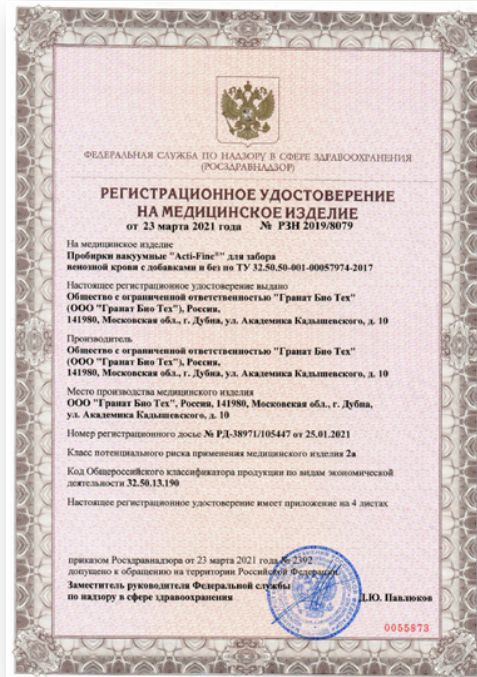 ФЕДЕРАЛЬНАЯ СЛУЖБА ПО НАДЗОРУ В СФЕРЕ ЗДРАВООХРАНЕНИЯ
(РОСЗДРАВНАДЗОР)
РЕГИСТРАЦИОННОЕ УДОСТОВЕРЕНИЕ
НА МЕДИЦИНСКОЕ ИЗДЕЛИЕ
от 23 марта 2021 года № РЗН 2019/8079
На медицинское изделие
Пробирки вакуумные "Acti-Fine®" для забора
венозной крови с добавками и без по ТУ 32.50.50-001-00057974-2017
Настоящее регистрационное удостоверение выдано
Общество с ограниченной ответственностью "Гранат Био Тех"
(ООО "Гранат Био Тех"), Россия,
141980, Московская обл., г. Дубна, ул. Академика Кадышевского, д. 10
Производитель
Общество с ограниченной ответственностью "Гранат Био Тех"
(ООО "Гранат Био Тех"), Россия,
141980, Московская обл., г. Дубна, ул. Академика Кадышевского, д. 10
Место производства медицинского изделия
ООО "Гранат Био Тех", Россия, 141980, Московская обл., г. Дубна,
ул. Академика Кадышевского, д. 10
Номер регистрационного досье № РД-38971/105447 от 25.01.2021
Класс потенциального риска применения медицинского изделия 2а
Код Общероссийского классификатора продукции по видам экономической
деятельности 32.50.13.190
Настоящее регистрационное удостоверение имеет приложение на 4 листах
приказом Росздравнадзора от 23 марта 2021 года № 2392
допущено к обращению на территории Российской Федерации.
Заместитель руководителя Федеральной службы
по надзору в сфере здравоохранения Д.Ю. Павлюков
0055873